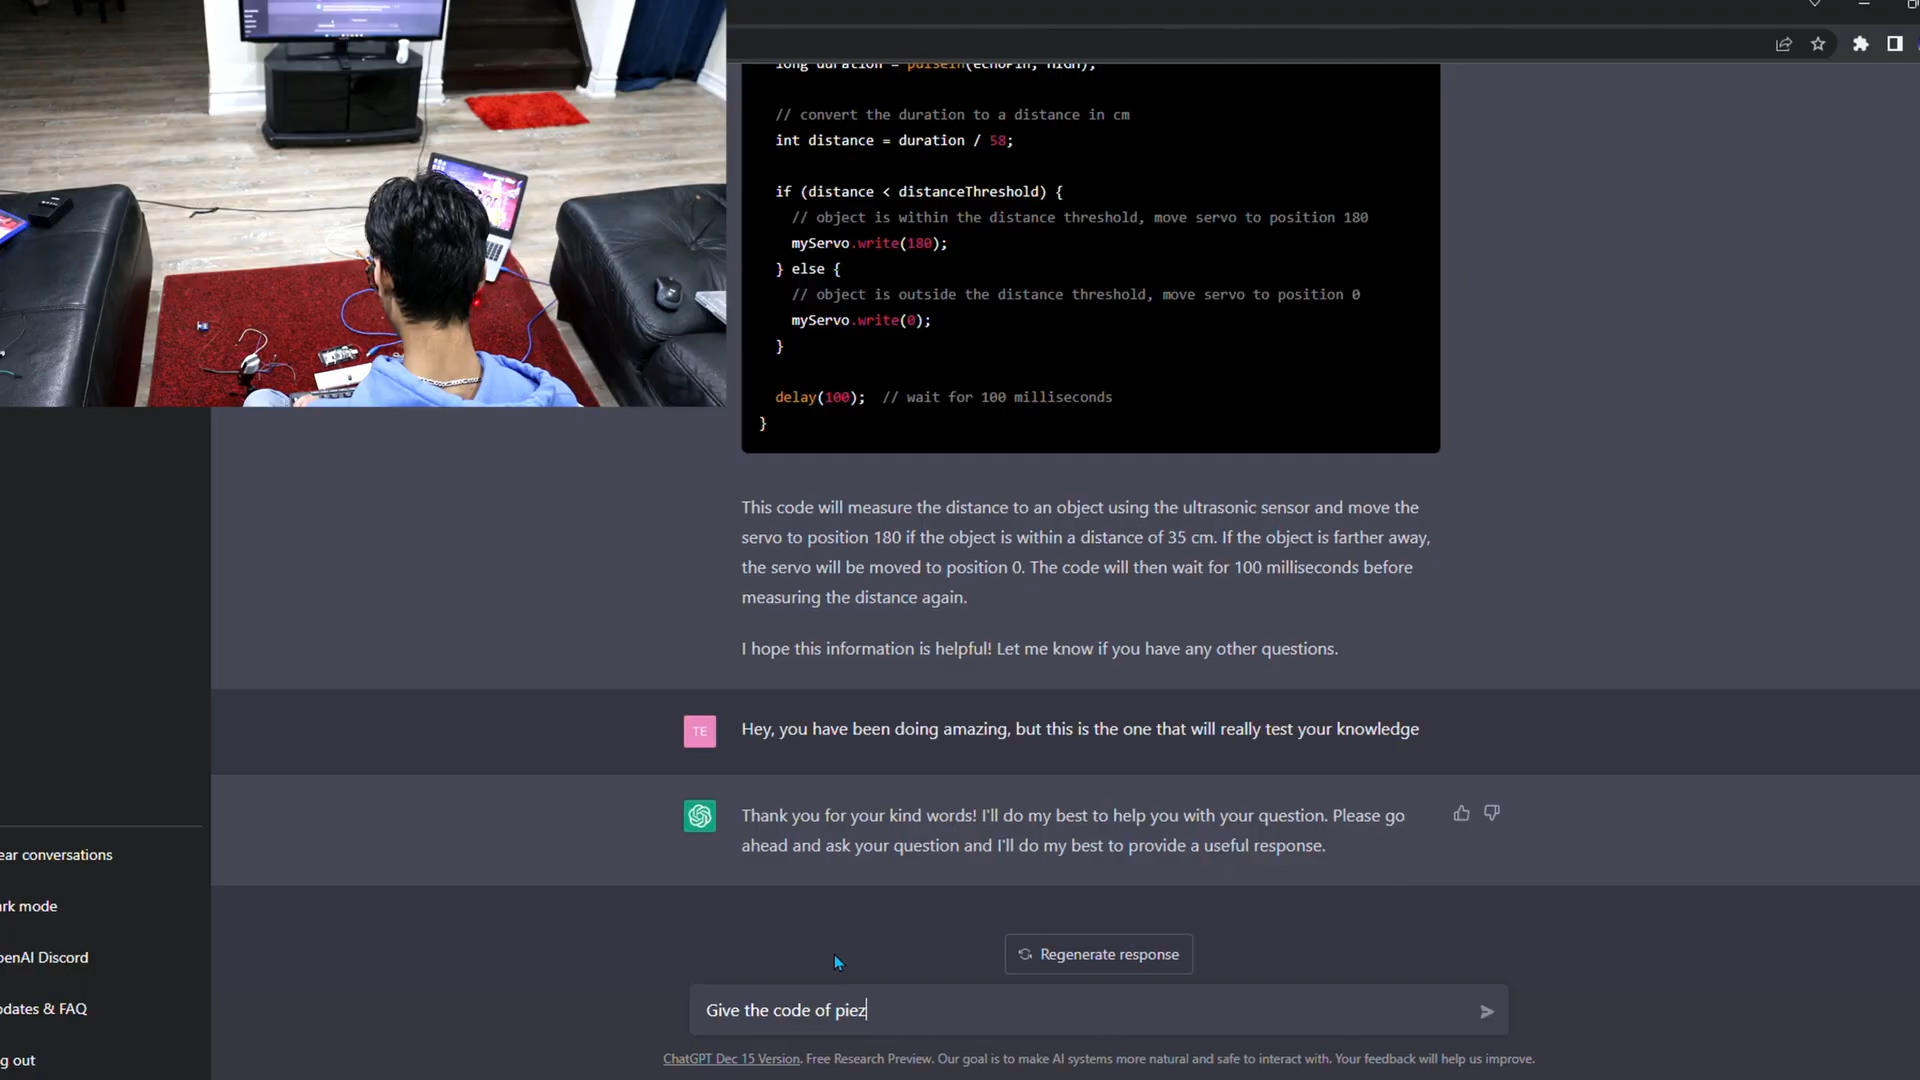 long duration = pulseIn(echoPin, HIGH);
// convert the duration to a distance in cm
int distance = duration / 58;
if (distance < distanceThreshold) {
// object is within the distance threshold, move servo to position 180
myServo.write(180);
} else {
// object is outside the distance threshold, move servo to position 0
myServo.write(0);
}
delay(100);  // wait for 100 milliseconds
}
This code will measure the distance to an object using the ultrasonic sensor and move the
servo to position 180 if the object is within a distance of 35 cm. If the object is farther away,
the servo will be moved to position 0. The code will then wait for 100 milliseconds before
measuring the distance again.
I hope this information is helpful! Let me know if you have any other questions.
TE
Hey, you have been doing amazing, but this is the one that will really test your knowledge
Thank you for your kind words! I'll do my best to help you with your question. Please go
ahead and ask your question and I'll do my best to provide a useful response.
ear conversations
rk mode
penAI Discord
pdates & FAQ
g out
Regenerate response
Give the code of piez
ChatGPT Dec 15 Version. Free Research Preview. Our goal is to make AI systems more natural and safe to interact with. Your feedback will help us improve.